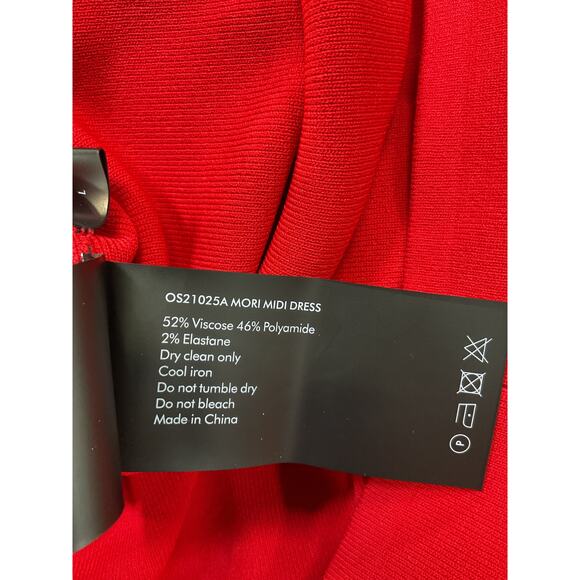 OS21025A MORI MIDI DRESS
52% Viscose 46% Polyamide
2% Elastane
Dry clean only
Cool iron
Do not tumble dry
Do not bleach
Made in China
P